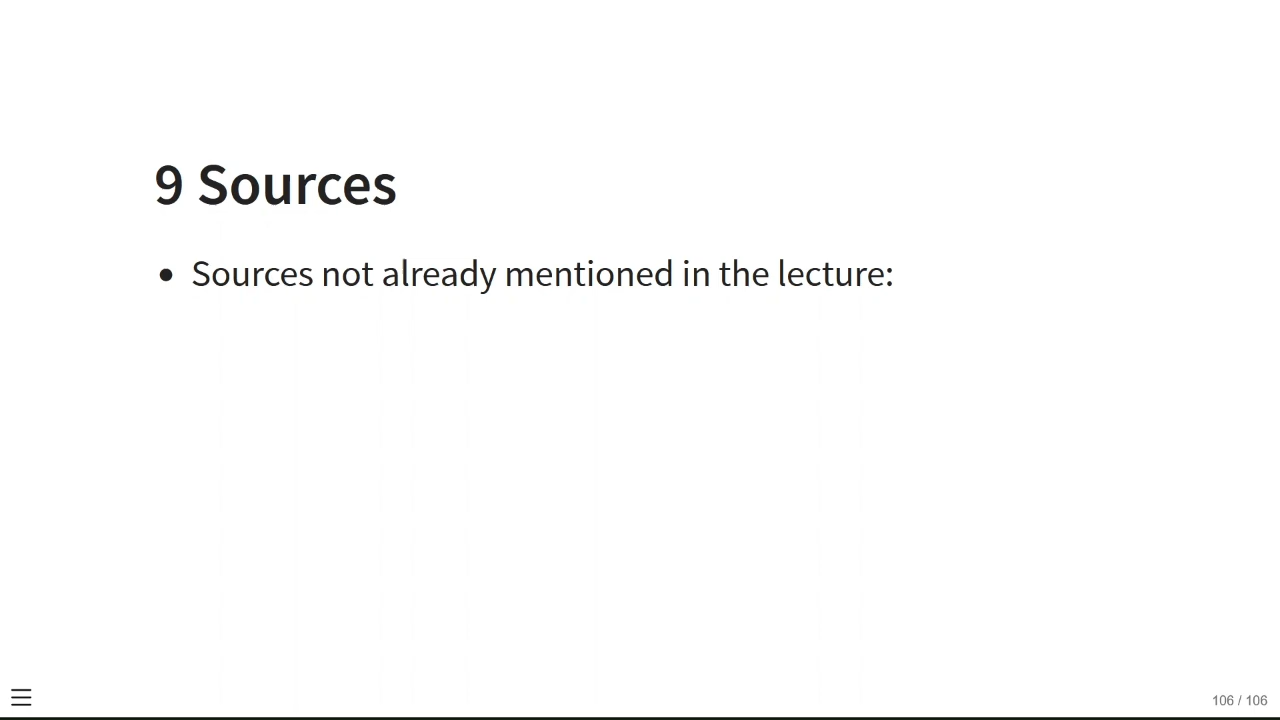 9 Sources
• Sources not already mentioned in the lecture:
106 / 106